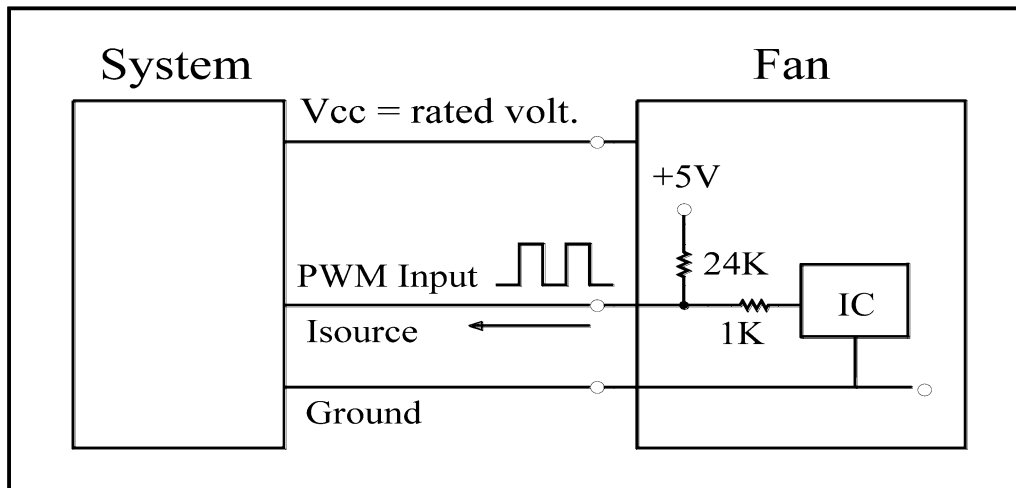 System
Fan
Vcc = rated volt.
+5V
24K
PWM Input
IC
Isource
1K
Ground